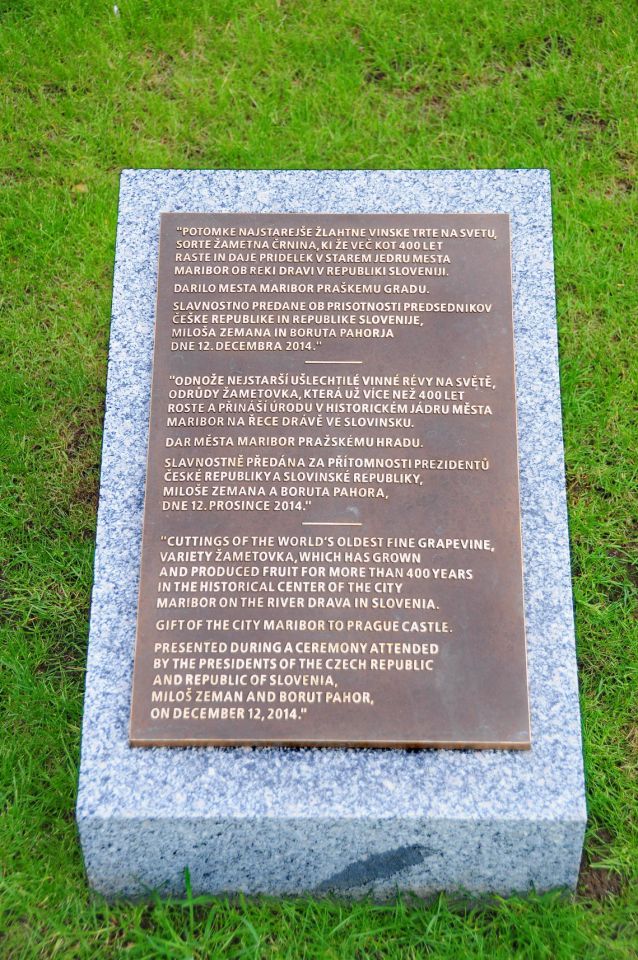 "POTOMKE NAJSTAREJŠE ŽLAHTNE VINSKE TRTE NA SVETU,
SORTE ŽAMETNA ČRNINA, KI ŽE VEČ KOT 400 LET
RASTE IN DAJE PRIDELEK V STAREM JEDRU MESTA
MARIBOR OB REKI DRAVI V REPUBLIKI SLOVENIJI.
DARILO MESTA MARIBOR PRAŠKEMU GRADU.
SLAVNOSTNO PREDANE OB PRISOTNOSTI PREDSEDNIKOV
ČEŠKE REPUBLIKE IN REPUBLIKE SLOVENIJE,
MILOŠA ZEMANA IN BORUTA PAHORJA
DNE 12. DECEMBRA 2014."
"ODNOŽE NEJSTARŠÍ UŠLECHTILÉ VINNÉ RÉVY NA SVĚTĚ,
ODRŮDY ŽAMETOVKA, KTERÁ UŽ VÍCE NEŽ 400 LET
ROSTE A PŘINÁŠÍ ÚRODU V HISTORICKÉM JÁDRU MĚSTA
MARIBOR NA ŘECE DRÁVĚ VE SLOVINSKU.
DAR MĚSTA MARIBOR PRAŽSKÉMU HRADU.
SLAVNOSTNĚ PŘEDÁNA ZA PŘÍTOMNOSTI PREZIDENTŮ
ČESKÉ REPUBLIKY A SLOVINSKÉ REPUBLIKY,
MILOŠE ZEMANA A BORUTA PAHORA,
DNE 12. PROSINCE 2014."
"CUTTINGS OF THE WORLD'S OLDEST FINE GRAPEVINE,
VARIETY ŽAMETOVKA, WHICH HAS GROWN
AND PRODUCED FRUIT FOR MORE THAN 400 YEARS
IN THE HISTORICAL CENTER OF THE CITY
MARIBOR ON THE RIVER DRAVA IN SLOVENIA.
GIFT OF THE CITY MARIBOR TO PRAGUE CASTLE.
PRESENTED DURING A CEREMONY ATTENDED
BY THE PRESIDENTS OF THE CZECH REPUBLIC
AND REPUBLIC OF SLOVENIA,
MILOŠ ZEMAN AND BORUT PAHOR,
ON DECEMBER 12, 2014."